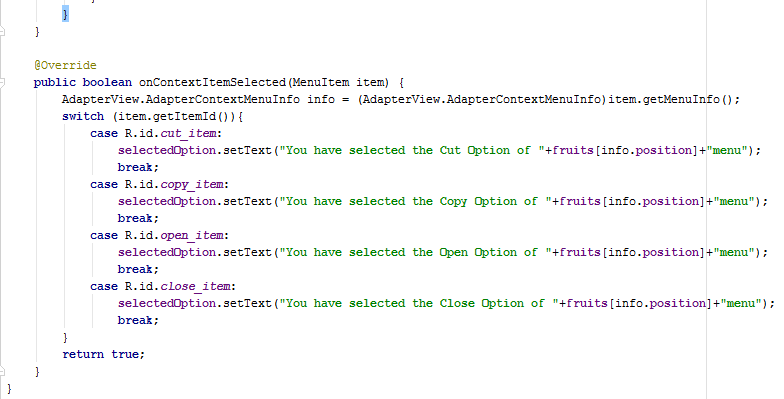 }
}
@Override
public boolean onContextItemSelected(MenuItem item) {
AdapterView.AdapterContextMenuInfo info = (AdapterView.AdapterContextMenuInfo)item.getMenuInfo();
switch (item.getItemId()){
case R.id.cut_item:
selectedOption.setText("You have selected the Cut Option of "+fruits[info.position]+"menu");
break;
case R.id.copy_item:
selectedOption.setText("You have selected the Copy Option of "+fruits[info.position]+"menu");
break;
case R.id.open_item:
selectedOption.setText("You have selected the Open Option of "+fruits[info.position]+"menu");
break;
case R.id.close_item:
selectedOption.setText("You have selected the Close Option of "+fruits[info.position]+"menu");
break;
}
return true;
}
}